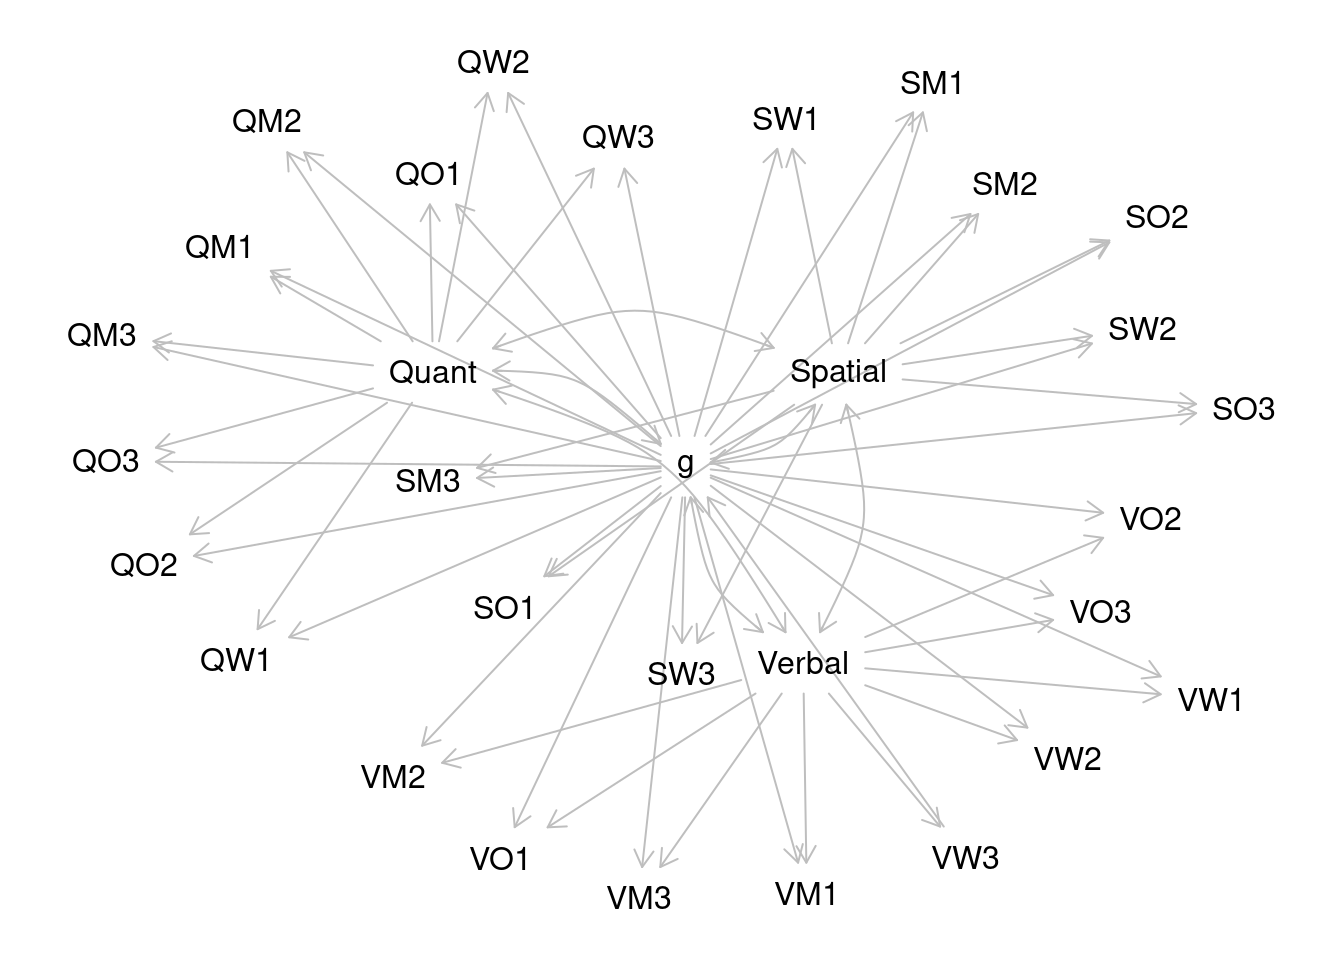 QW2
SM1
QM2
SW1
QW3
QO1
SM2
SO2
QM1
SW2
QM3
Quant
Spatial
SO3
QO3
g
SM3
VO2
QO2
SO1
VO3
QW1
Verbal
SW3
VW1
VW2
VM2
VO1
VW3
VM1
VM3